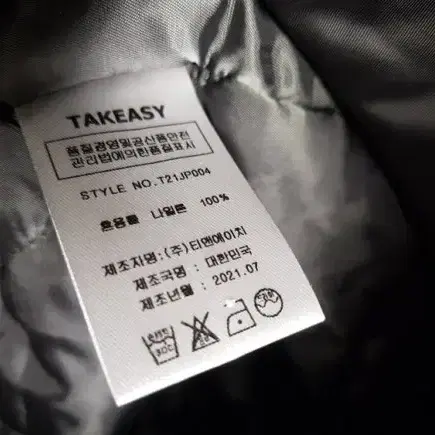 TAKEASY
품질경영및공산품안전
관리법에의한품질표시
STYLE NO.T21JP004
혼용률 나일론 100%
제조자명:(주)티앤에이치
제조국명 : 대한민국
제조년월 : 2021.07
30C